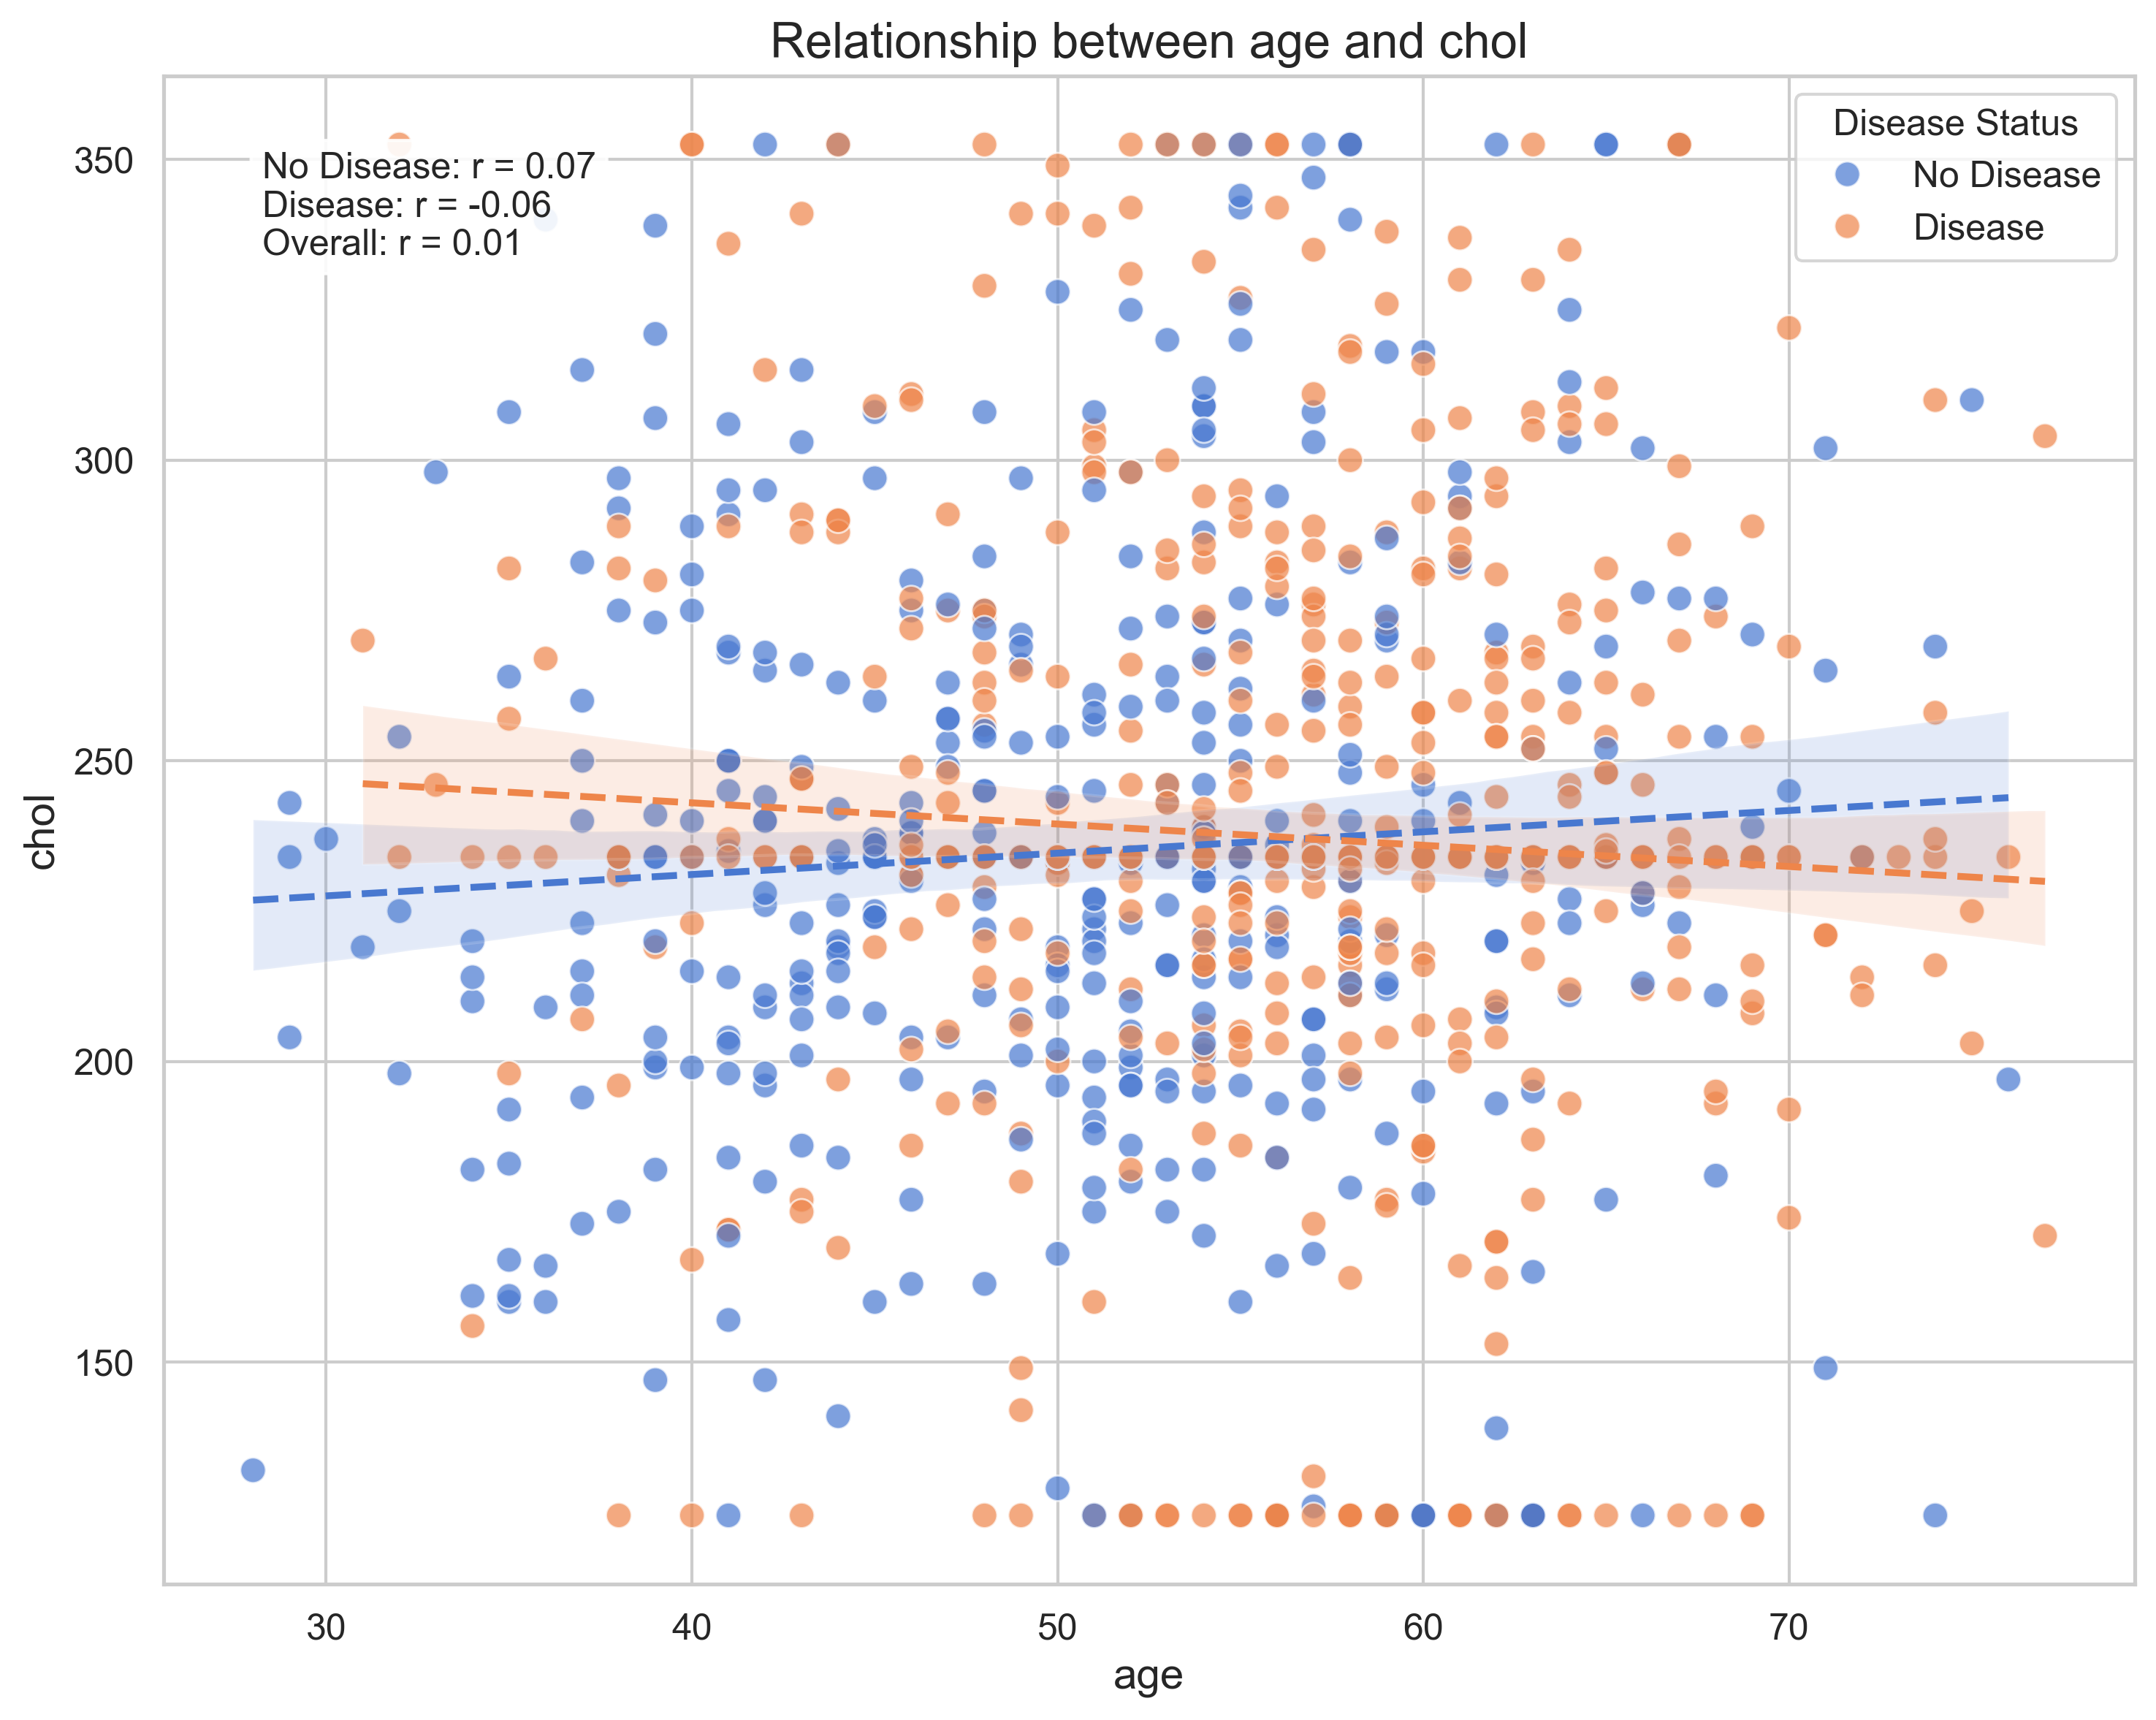 Relationship between age and chol
No Disease: r = 0.07
Disease: r = -0.06
Overall: r = 0.01
Disease Status
No Disease
Disease
350
300
250
200
150
chol
30 40 50 60 70
age